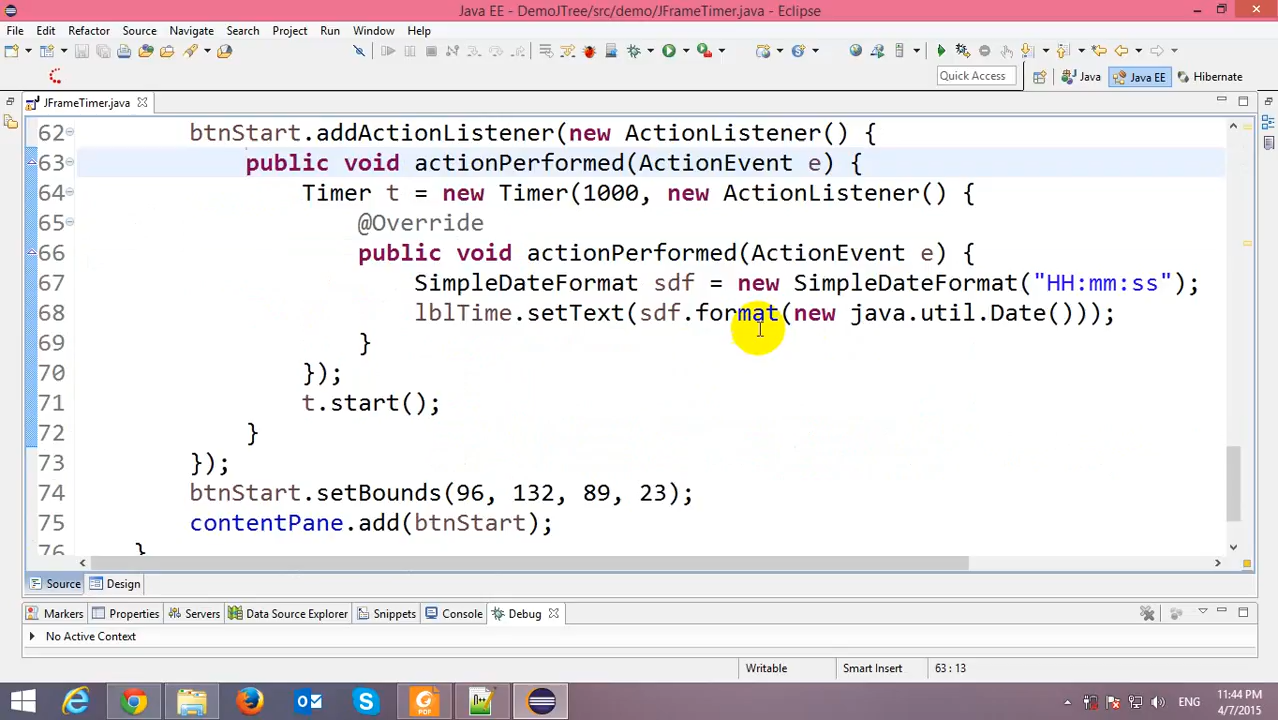 Java EE - DemoJTree/src/demo/JFrameTimer.java - Eclipse
File Edit Refactor Source Navigate Search Project Run Window Help
Quick Access Java Java EE Hibernate
JFrameTimer.java
62 btnStart.addActionListener(new ActionListener() {
63 public void actionPerformed(ActionEvent e) {
64 Timer t = new Timer(1000, new ActionListener() {
65 @Override
66 public void actionPerformed(ActionEvent e) {
67 SimpleDateFormat sdf = new SimpleDateFormat("HH:mm:ss");
68 lblTime.setText(sdf.format(new java.util.Date()));
69 }
70 });
71 t.start();
72 }
73 });
74 btnStart.setBounds(96, 132, 89, 23);
75 contentPane.add(btnStart);
76 }
Source Design
Markers Properties Servers Data Source Explorer Snippets Console Debug
No Active Context
Writable Smart Insert 63 : 13
ENG 11:44 PM
4/7/2015